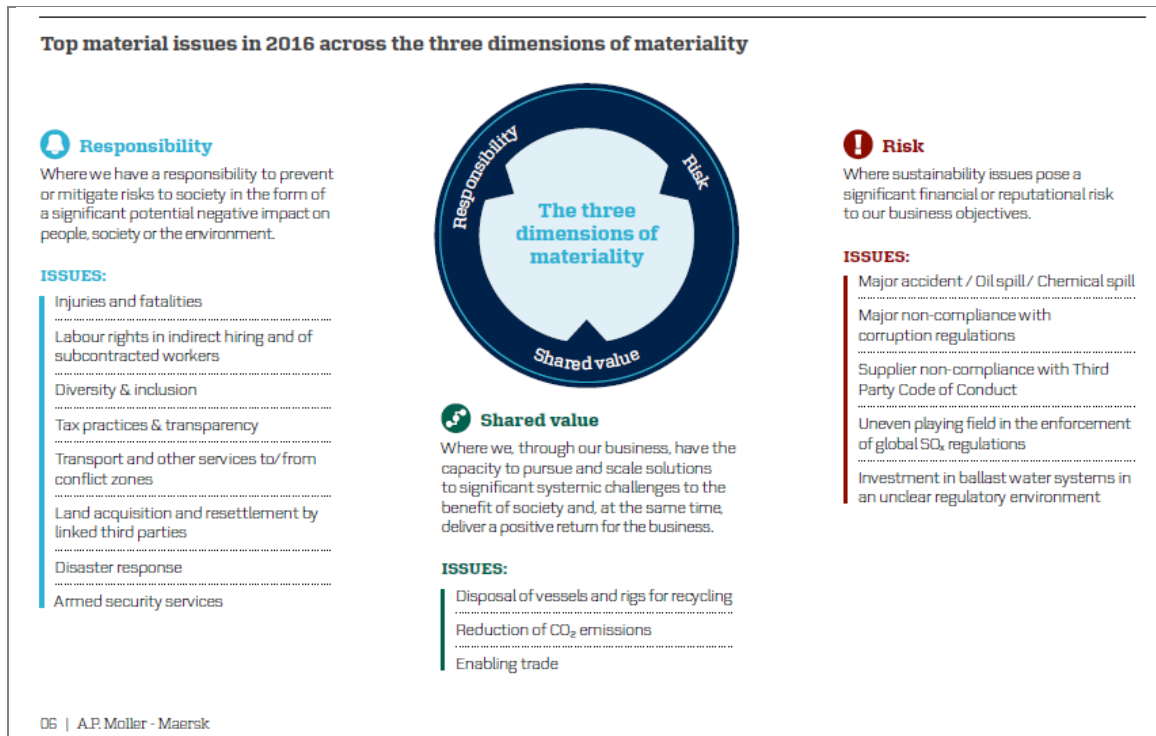 Top material issues in 2016 across the three dimensions of materiality
Responsibility
Where we have a responsibility to prevent
or mitigate risks to society in the form of
a significant potential negative impact on
people, society or the environment.
ISSUES:
Injuries and fatalities
Labour rights in indirect hiring and of
subcontracted workers
Diversity & inclusion
Tax practices & transparency
Transport and other services to/from
conflict zones
Land acquisition and resettlement by
linked third parties
Disaster response
Armed security services
Responsibility
Risk
Shared value
The three
dimensions of
materiality
Shared value
Where we, through our business, have the
capacity to pursue and scale solutions
to significant systemic challenges to the
benefit of society and, at the same time,
deliver a positive return for the business.
ISSUES:
Disposal of vessels and rigs for recycling
Reduction of CO₂ emissions
Enabling trade
Risk
Where sustainability issues pose a
significant financial or reputational risk
to our business objectives.
ISSUES:
Major accident / Oil spill / Chemical spill
Major non-compliance with
corruption regulations
Supplier non-compliance with Third
Party Code of Conduct
Uneven playing field in the enforcement
of global SOₓ regulations
Investment in ballast water systems in
an unclear regulatory environment
06 | A.P. Moller - Maersk